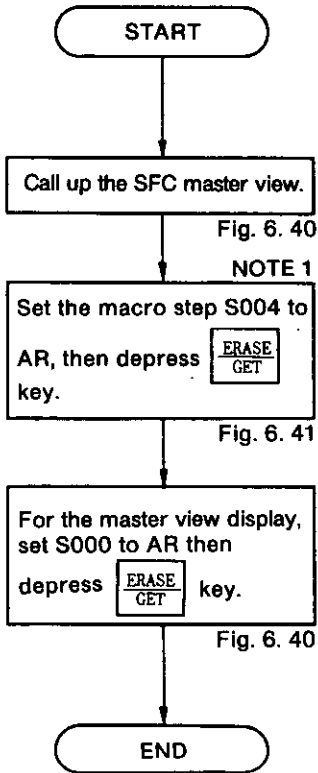 START
Call up the SFC master view.
Fig. 6. 40
NOTE 1
Set the macro step S004 to
AR, then depress ERASE
GET
key.
Fig. 6. 41
For the master view display,
set S000 to AR then
depress ERASE
GET key.
Fig. 6. 40
END